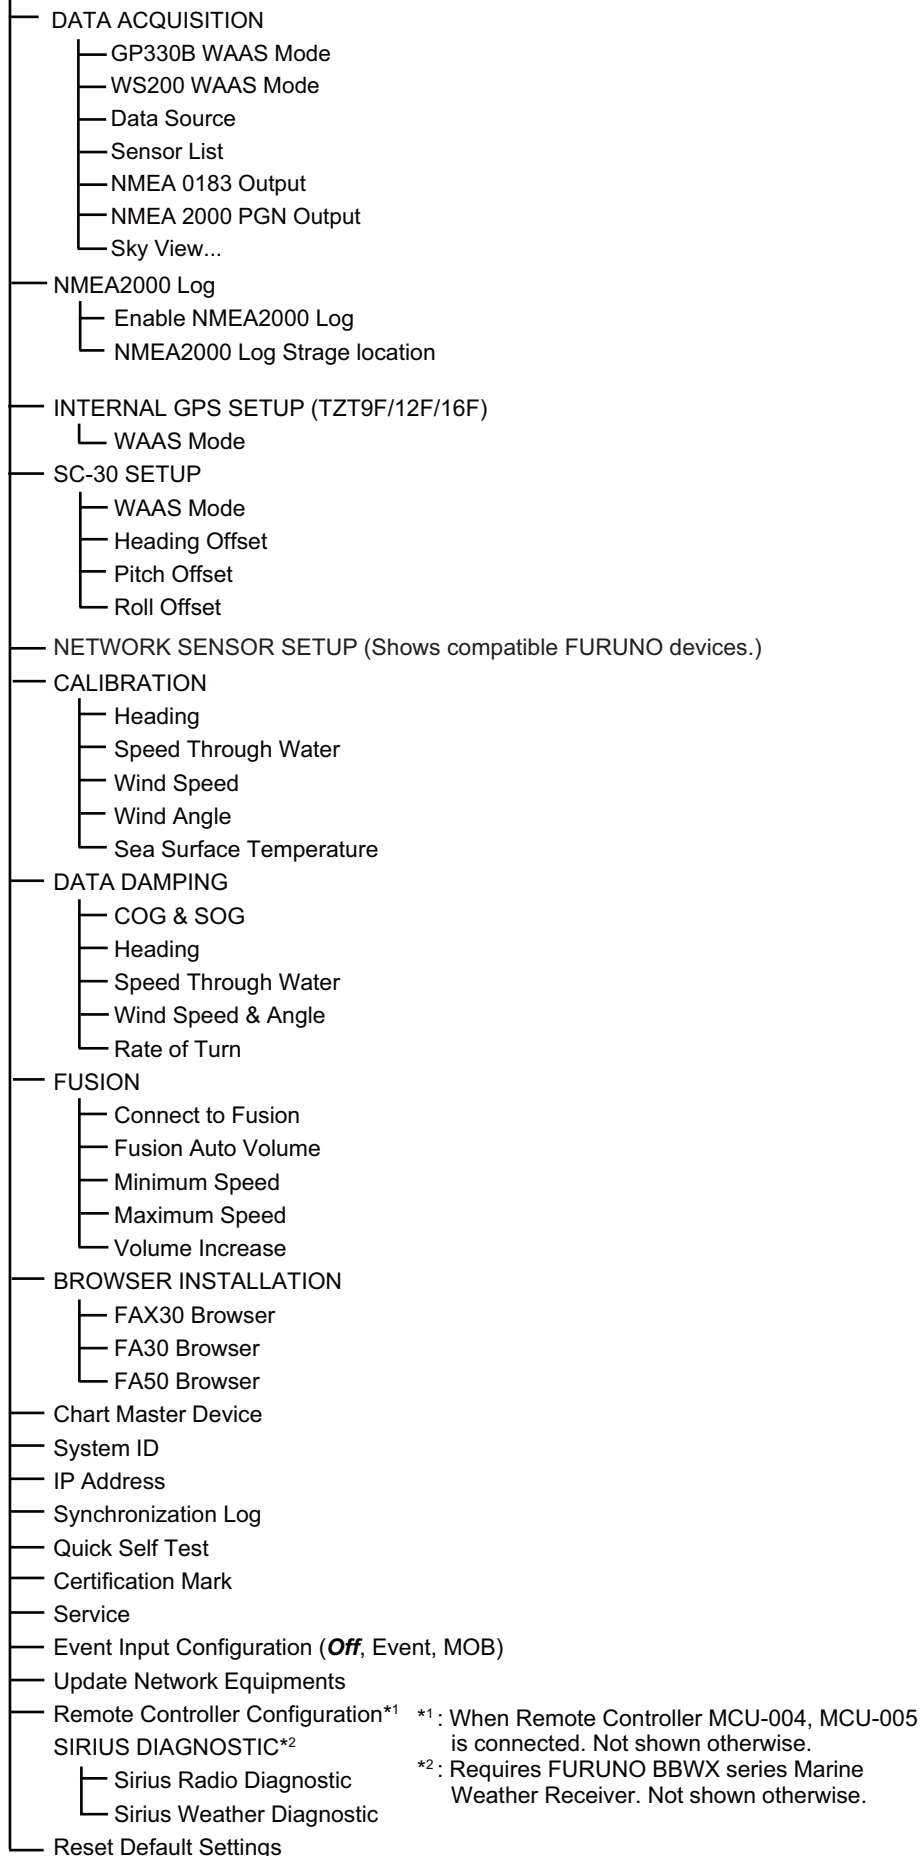 DATA ACQUISITION
GP330B WAAS Mode
WS200 WAAS Mode
Data Source
Sensor List
NMEA 0183 Output
NMEA 2000 PGN Output
Sky View...
NMEA2000 Log
Enable NMEA2000 Log
NMEA2000 Log Strage location
INTERNAL GPS SETUP (TZT9F/12F/16F)
WAAS Mode
SC-30 SETUP
WAAS Mode
Heading Offset
Pitch Offset
Roll Offset
NETWORK SENSOR SETUP (Shows compatible FURUNO devices.)
CALIBRATION
Heading
Speed Through Water
Wind Speed
Wind Angle
Sea Surface Temperature
DATA DAMPING
COG & SOG
Heading
Speed Through Water
Wind Speed & Angle
Rate of Turn
FUSION
Connect to Fusion
Fusion Auto Volume
Minimum Speed
Maximum Speed
Volume Increase
BROWSER INSTALLATION
FAX30 Browser
FA30 Browser
FA50 Browser
Chart Master Device
System ID
IP Address
Synchronization Log
Quick Self Test
Certification Mark
Service
Event Input Configuration (Off, Event, MOB)
Update Network Equipments
Remote Controller Configuration*1
SIRIUS DIAGNOSTIC*2
Sirius Radio Diagnostic
Sirius Weather Diagnostic
Reset Default Settings
*1: When Remote Controller MCU-004, MCU-005
is connected. Not shown otherwise.
*2: Requires FURUNO BBWX series Marine
Weather Receiver. Not shown otherwise.